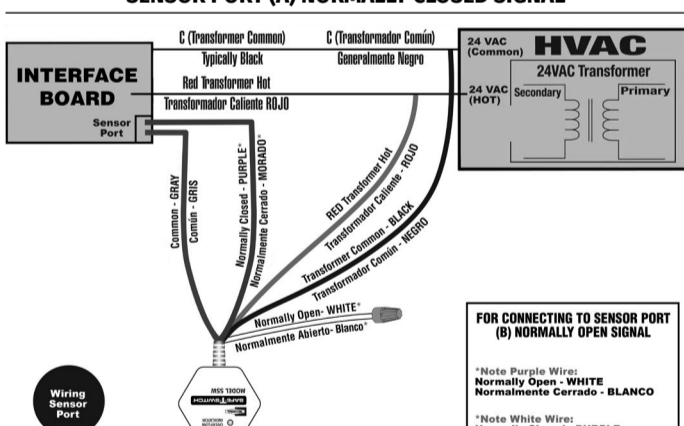 SENSOR PORT (A) NORMALLY CLOSED SIGNAL
C (Transformer Common)
Typically Black
C (Transformador Común)
Generalmente Negro
INTERFACE
BOARD
Red Transformer Hot
Transformador Caliente ROJO
Sensor
Port
24 VAC
(Common)
HVAC
24VAC Transformer
24 VAC
(HOT)
Secondary
Primary
Common - GRAY
Común - GRIS
Normally Closed - PURPLE*
Normalmente Cerrado - MORADO*
RED Transformer Hot
Transformador Caliente - ROJO
Transformer Common - BLACK
Transformador Común - NEGRO
Normally Open- WHITE*
Normalmente Abierto- Blanco*
MODEL SSW
SAFE-T-SWITCH
OVERFLOW
INDICATION
Wiring
Sensor
Port
FOR CONNECTING TO SENSOR PORT
(B) NORMALLY OPEN SIGNAL
*Note Purple Wire:
Normally Open - WHITE
Normalmente Cerrado - BLANCO
*Note White Wire: